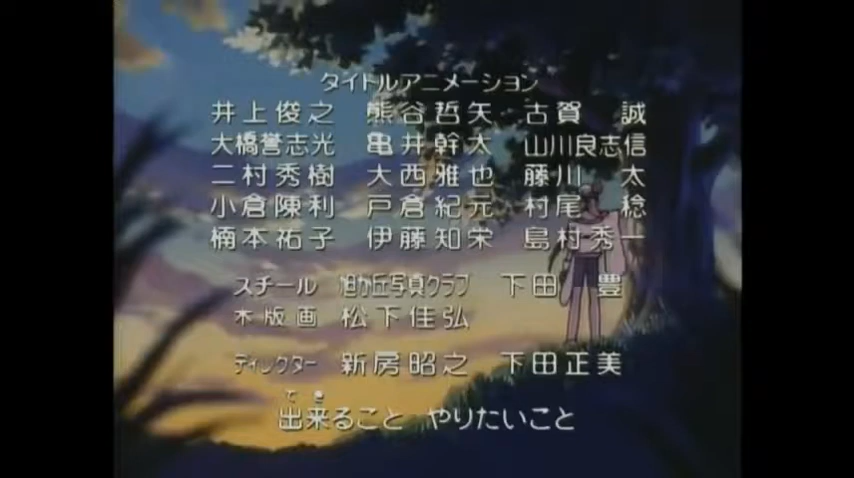 タイトルアニメーション
井上俊之 熊谷哲矢 古賀 誠
大橋誉志光 亀井幹太 山川良志信
二村秀樹 大西雅也 藤川 太
小倉陳利 戸倉紀元 村尾 稔
楠本祐子 伊藤知栄 島村秀一
スチール 旭が丘写真クラブ 下田 豊
木版画 松下佳弘
ディレクター 新房昭之 下田正美
で き
出来ること やりたいこと